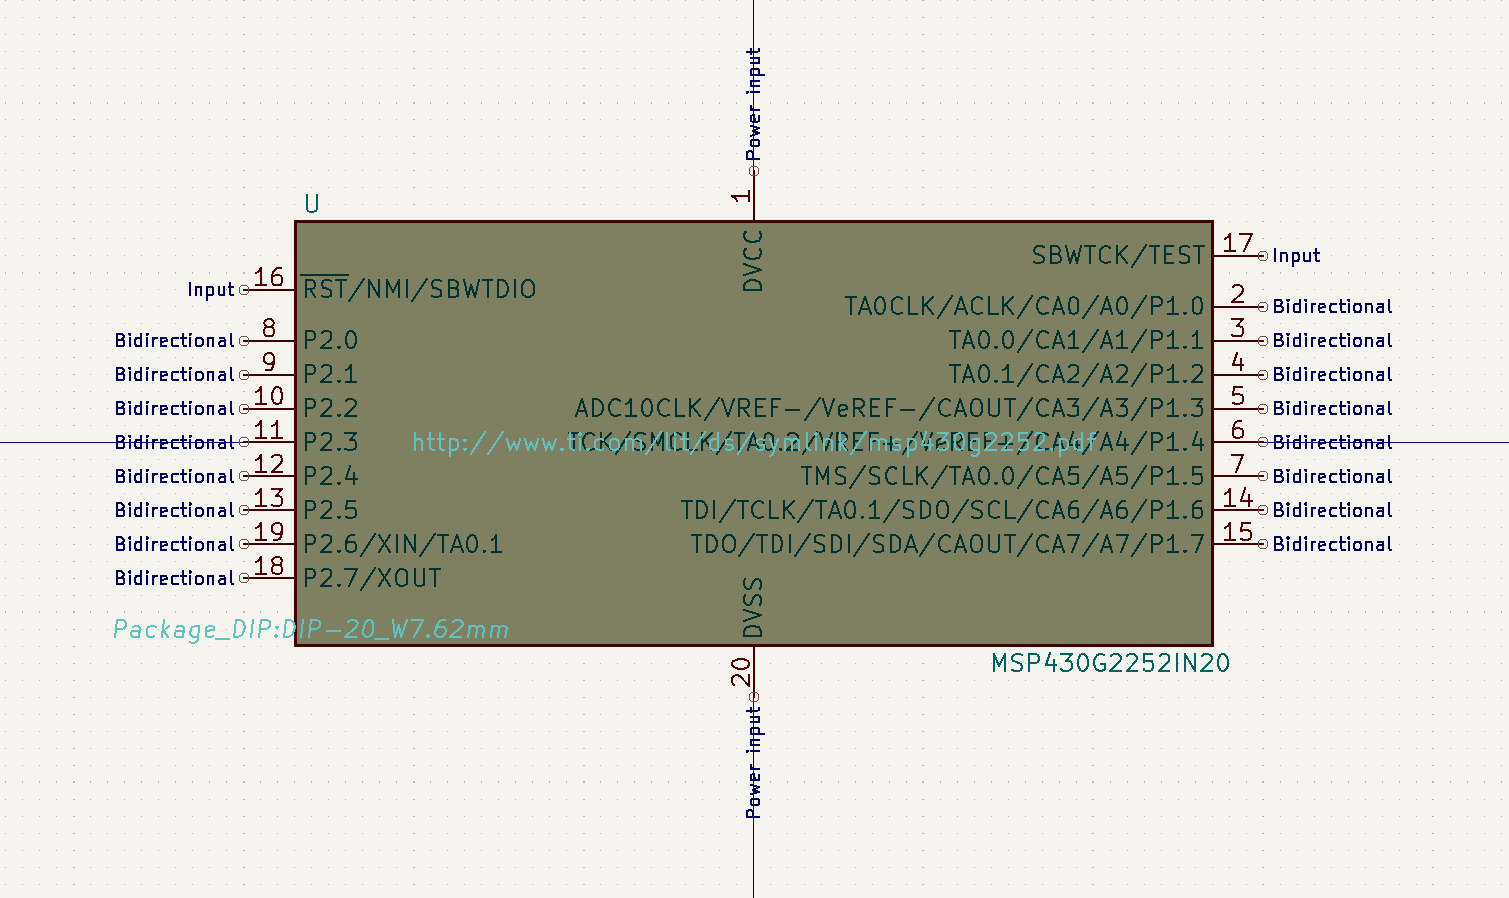 Power input
1
DVCC
U
17
SBWTCK/TEST
Input
Input
16
RST/NMI/SBWTDIO
2
TA0CLK/ACLK/CA0/A0/P1.0
Bidirectional
Bidirectional
8
P2.0
3
TA0.0/CA1/A1/P1.1
Bidirectional
Bidirectional
9
P2.1
4
TA0.1/CA2/A2/P1.2
Bidirectional
Bidirectional
10
P2.2
5
ADC10CLK/VREF-/VeREF-/CAOUT/CA3/A3/P1.3
Bidirectional
Bidirectional
11
P2.3
http://www.ti.com/lit/ds/symlink/msp430g2252.pdf
6
TCK/SMCLK/TA0.2/VREF+/VeREF+/CA4/A4/P1.4
Bidirectional
Bidirectional
12
P2.4
7
TMS/SCLK/TA0.0/CA5/A5/P1.5
Bidirectional
Bidirectional
13
P2.5
14
TDI/TCLK/TA0.1/SDO/SCL/CA6/A6/P1.6
Bidirectional
Bidirectional
19
P2.6/XIN/TA0.1
15
TDO/TDI/SDI/SDA/CAOUT/CA7/A7/P1.7
Bidirectional
Bidirectional
18
P2.7/XOUT
Package_DIP:DIP-20_W7.62mm
DVSS
20
Power input
MSP430G2252IN20